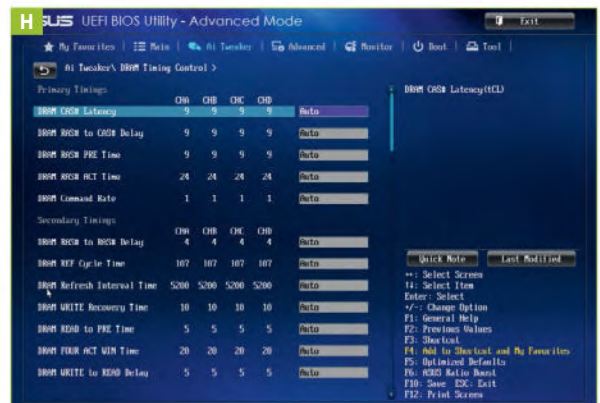 H
SUS UEFI BIOS Utility - Advanced Mode
Exit
My Favorites Main Ai Tweaker Advanced Monitor Boot Tool
Ai Tweaker\ DRAM Timing Control >
Primary Timings
CHA CHB CHC CHD
DRAM CAS# Latency 9 9 9 9 Auto
DRAM RAS# to CAS# Delay 9 9 9 9 Auto
DRAM RAS# PRE Time 9 9 9 9 Auto
DRAM RAS# ACT Time 24 24 24 24 Auto
DRAM Command Rate 1 1 1 1 Auto
Secondary Timings
CHA CHB CHC CHD
DRAM RAS# to RAS# Delay 4 4 4 4 Auto
DRAM REF Cycle Time 107 107 107 107 Auto
DRAM Refresh Interval Time 5200 5200 5200 5200 Auto
DRAM WRITE Recovery Time 10 10 10 10 Auto
DRAM READ to PRE Time 5 5 5 5 Auto
DRAM FOUR ACT WIN Time 20 20 20 20 Auto
DRAM WRITE to READ Delay 5 5 5 5 Auto
DRAM CAS# Latency(tCL)
Quick Note Last Modified
↔: Select Screen
↑↓: Select Item
Enter: Select
+/-: Change Option
F1: General Help
F2: Previous Values
F3: Shortcut
F4: Add to Shortcut and My Favorites
F5: Optimized Defaults
F6: ASUS Ratio Boost
F10: Save ESC: Exit
F12: Print Screen